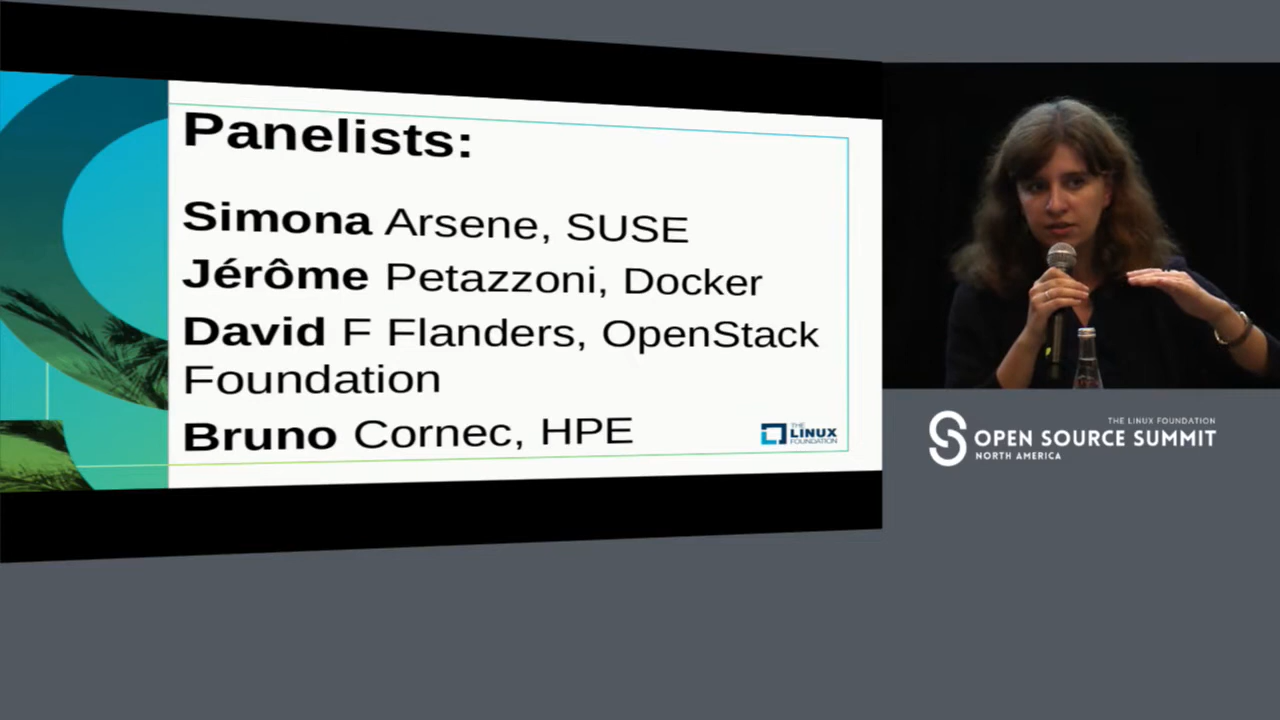 Panelists:
Simona Arsene, SUSE
Jérôme Petazzoni, Docker
David F Flanders, OpenStack
Foundation
Bruno Cornec, HPE
THE
LINUX
FOUNDATION
THE LINUX FOUNDATION
OPEN SOURCE SUMMIT
NORTH AMERICA